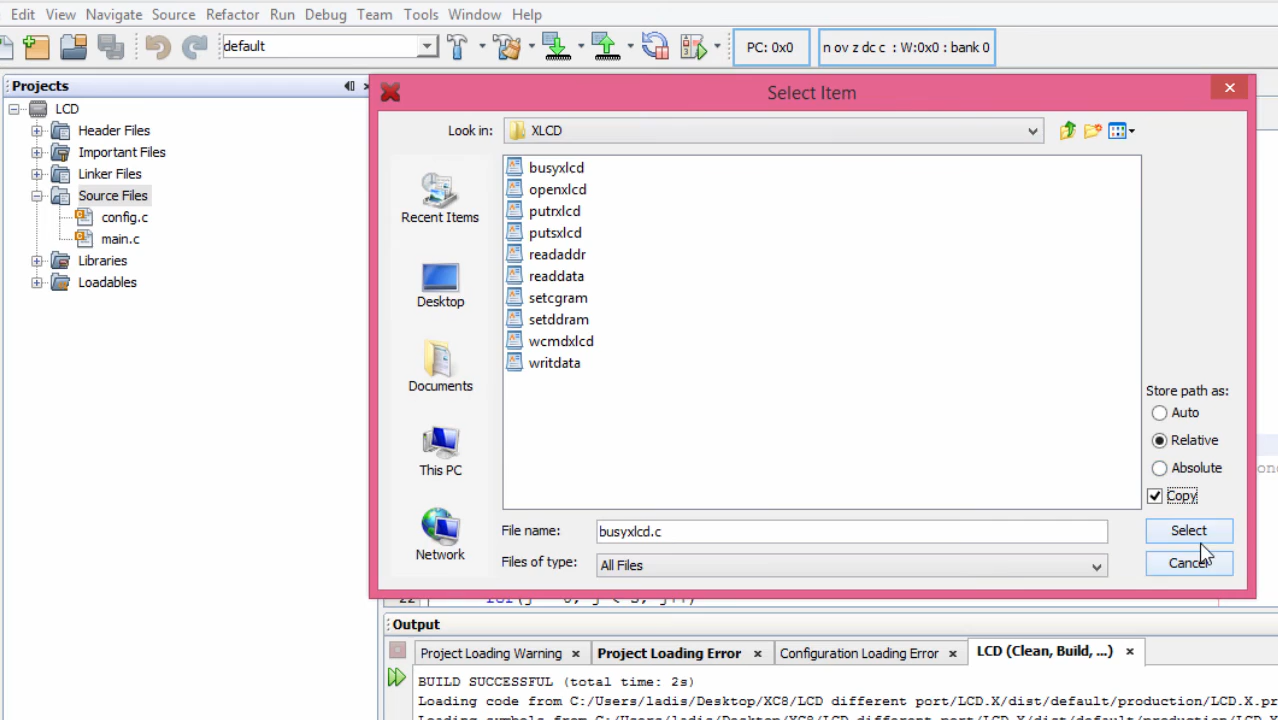 Edit View Navigate Source Refactor Run Debug Team Tools Window Help
default
PC: 0x0
n ov z dc c : W:0x0 : bank 0
Projects
LCD
Header Files
Important Files
Linker Files
Source Files
config.c
main.c
Libraries
Loadables
Select Item
Look in:
XLCD
Recent Items
Desktop
Documents
This PC
Network
busyxlcd
openxlcd
putrxlcd
putsxlcd
readaddr
readdata
setcgram
setddram
wcmdxlcd
writdata
Store path as:
Auto
Relative
Absolute
Copy
File name:
busyxlcd.c
Select
Files of type:
All Files
Cancel
Output
Project Loading Warning
Project Loading Error
Configuration Loading Error
LCD (Clean, Build, ...)
BUILD SUCCESSFUL (total time: 2s)
Loading code from C:/Users/ladis/Desktop/XC8/LCD different port/LCD.X/dist/default/production/LCD.X.pr